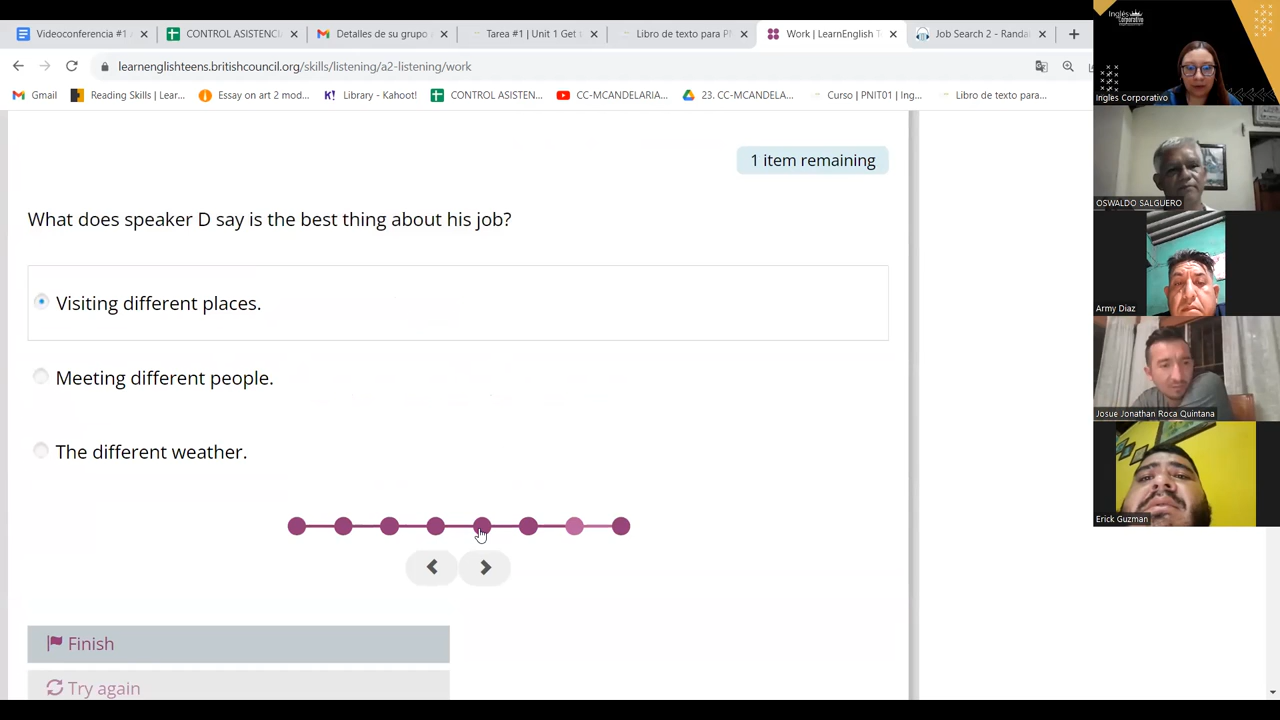 Videoconferencia #1
CONTROL ASISTENC
Detalles de su grupo
Tarea #1 | Unit 1 Get
Libro de texto para P
Work | LearnEnglish T
Job Search 2 - Randa
learnenglishteens.britishcouncil.org/skills/listening/a2-listening/work
Gmail
Reading Skills | Lear...
Essay on art 2 mod...
Library - Kan
CONTROL ASISTEN...
CC-MCANDELARIA...
23. CC-MCANDELA...
Curso | PNIT01 | Ing...
Libro de texto para...
1 item remaining
What does speaker D say is the best thing about his job?
Visiting different places.
Meeting different people.
The different weather.
Finish
Try again
Inglés
Corporativo
Ingles Corporativo
OSWALDO SALGUERO
Army Diaz
Josue Jonathan Roca Quintana
Erick Guzman